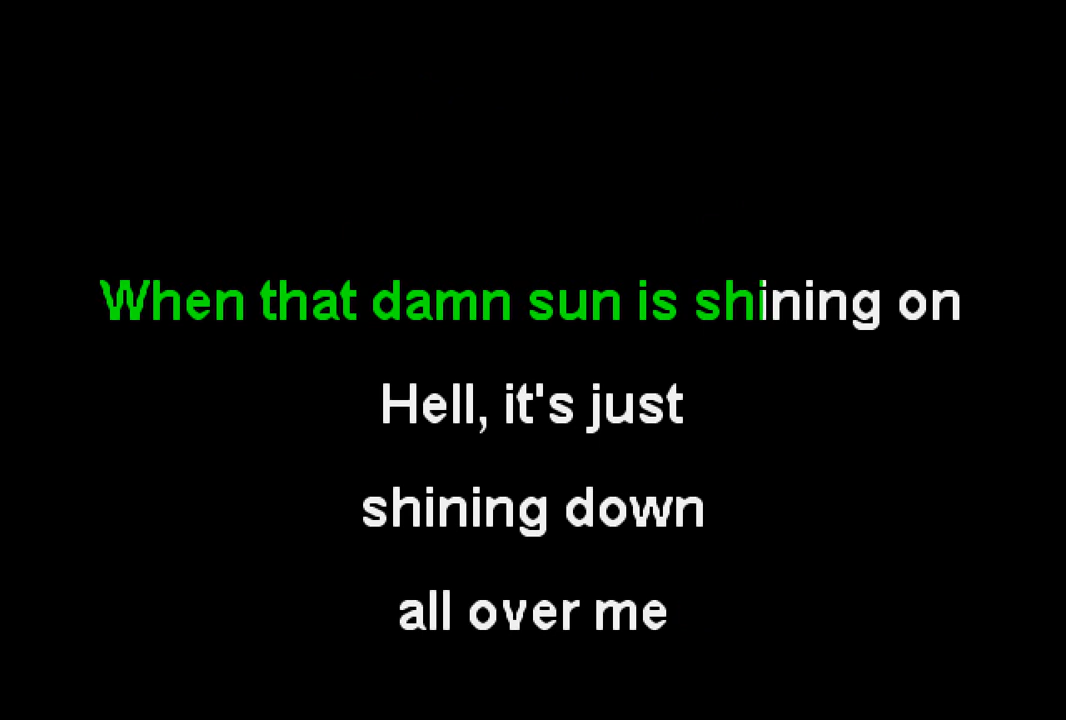 When that damn sun is shining on
Hell, it's just
shining down
all over me